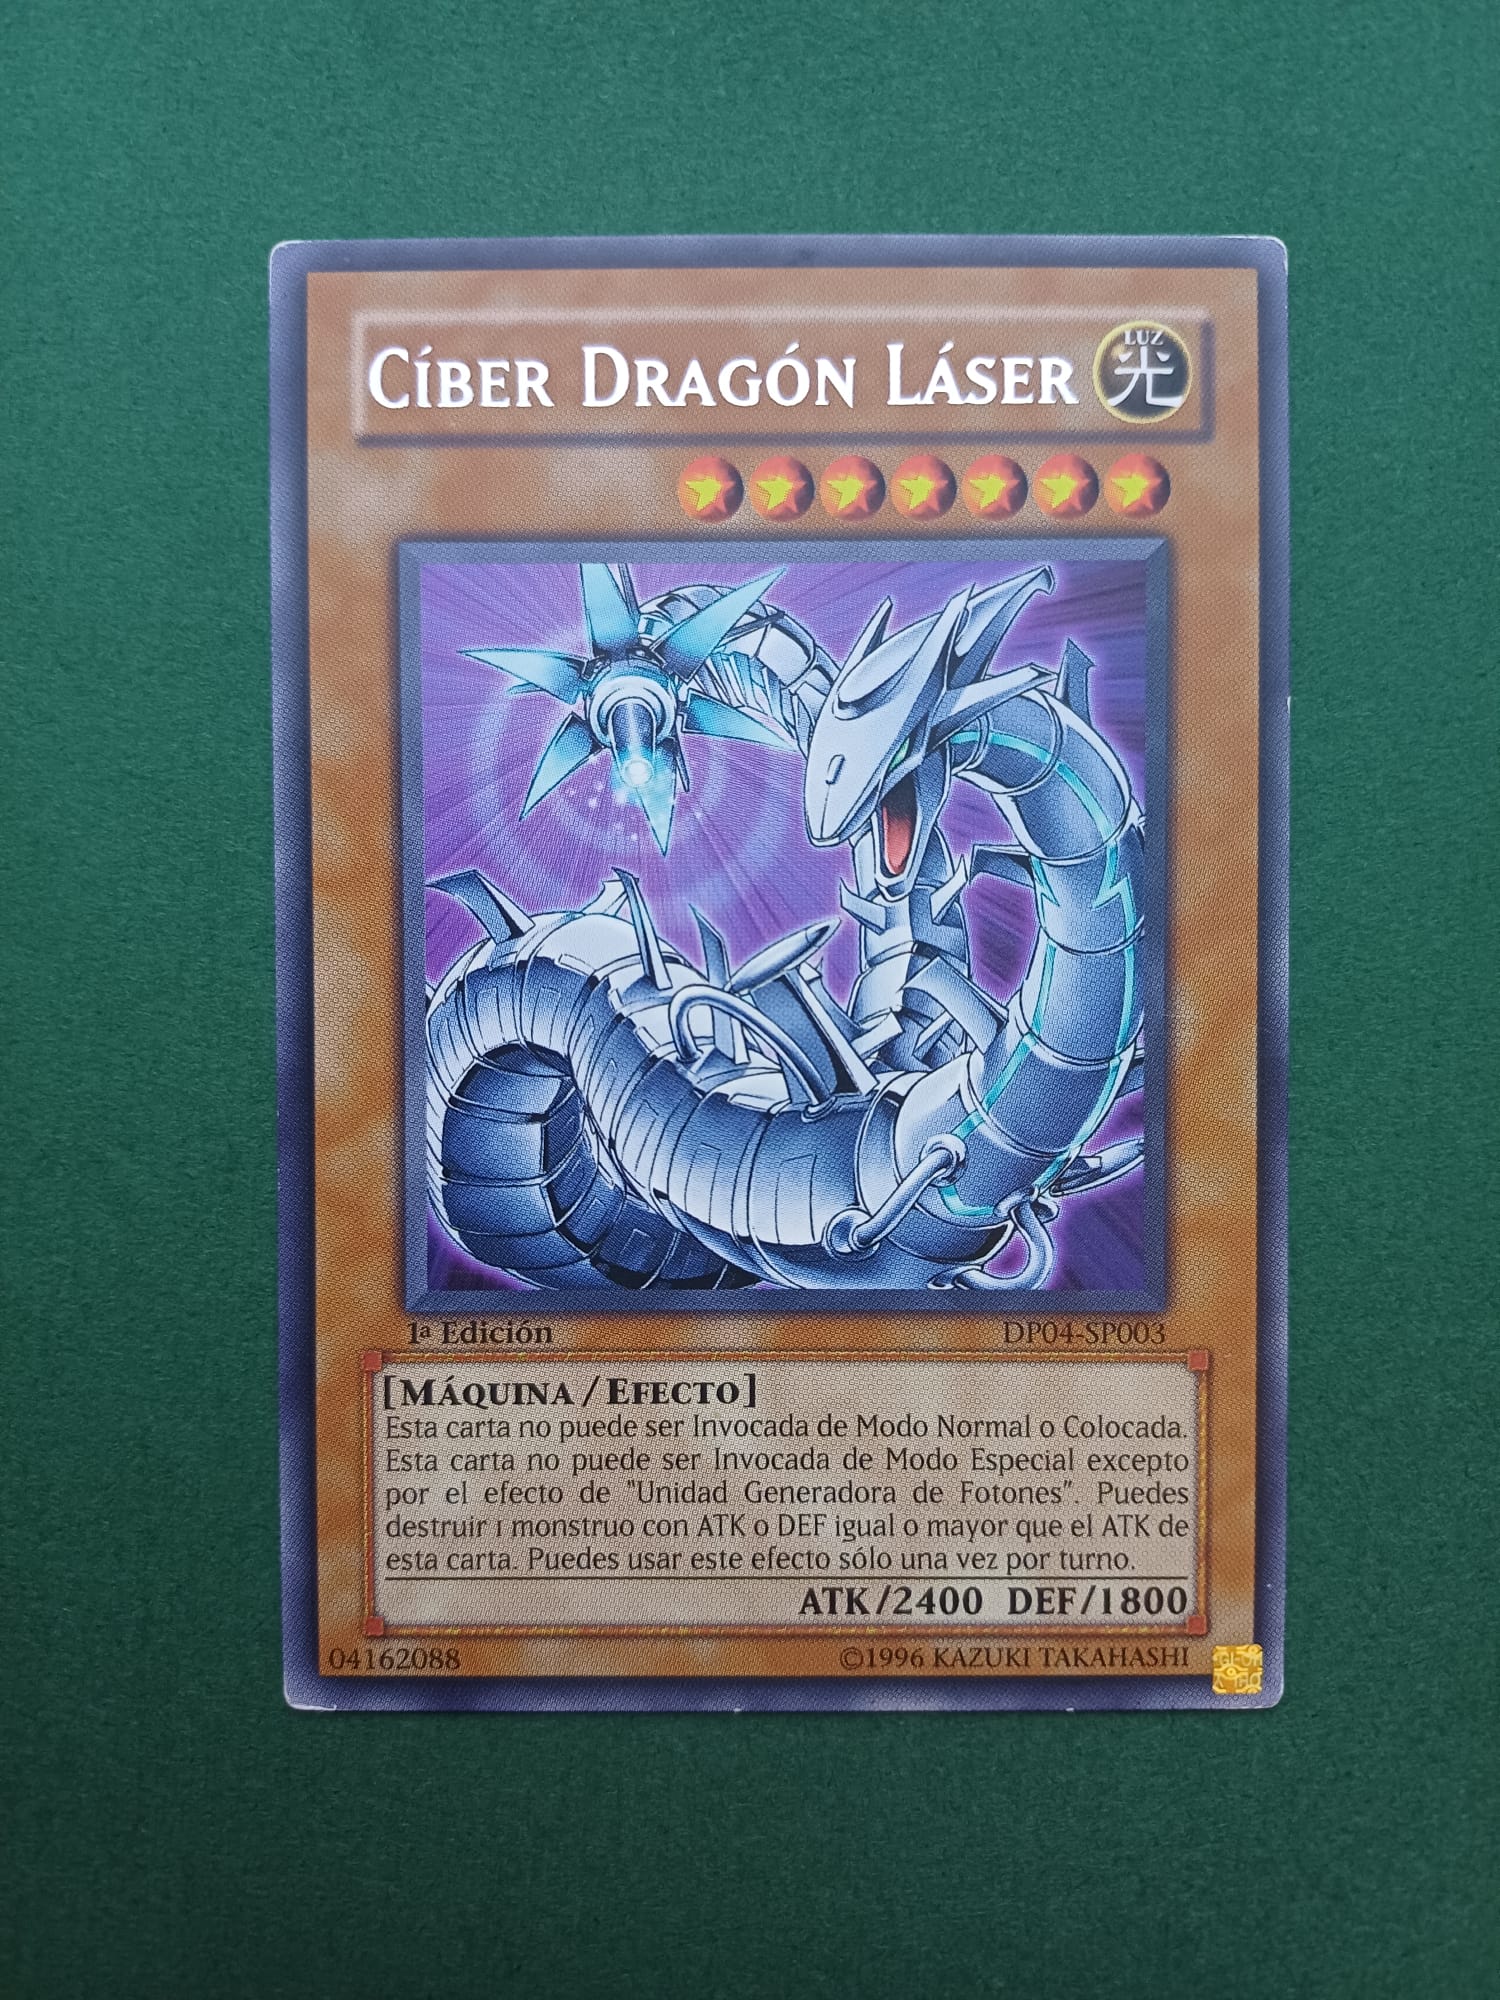 CÍBER DRAGÓN LÁSER
LUZ
光
1ª Edición
DP04-SP003
[MÁQUINA/EFECTO]
Esta carta no puede ser Invocada de Modo Normal o Colocada.
Esta carta no puede ser Invocada de Modo Especial excepto
por el efecto de "Unidad Generadora de Fotones". Puedes
destruir 1 monstruo con ATK o DEF igual o mayor que el ATK de
esta carta. Puedes usar este efecto sólo una vez por turno.
ATK/2400 DEF/1800
04162088
©1996 KAZUKI TAKAHASHI